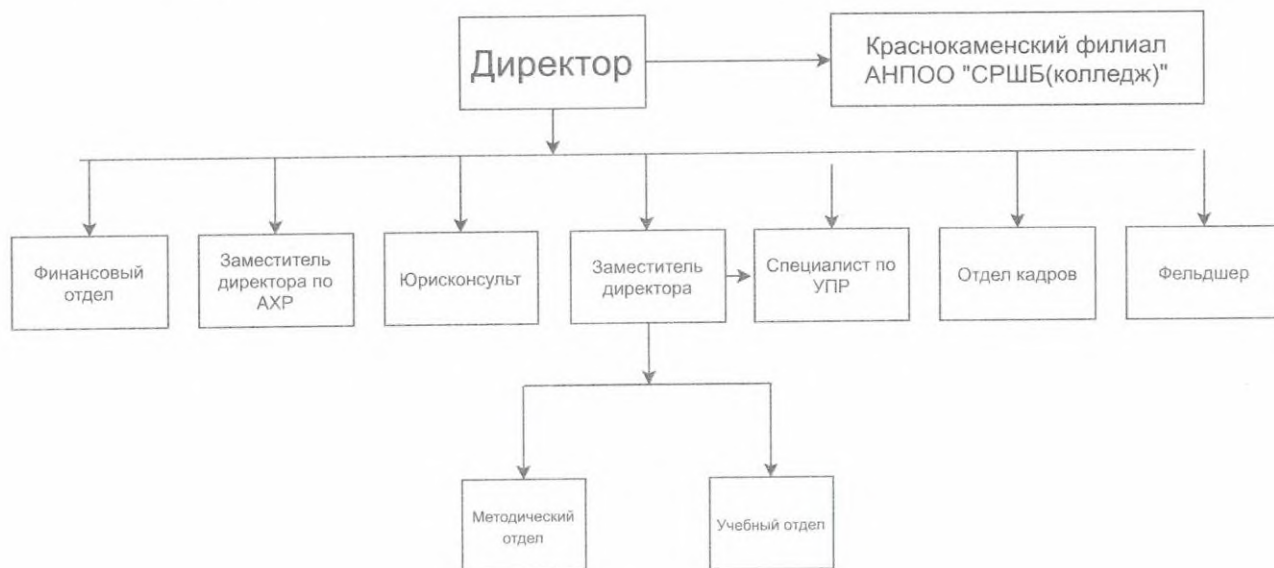 Директор
Краснокаменский филиал
АНПОО "СРШБ(колледж)"
Финансовый
отдел
Заместитель
директора по
АХР
Юрисконсульт
Заместитель
директора
Специалист по
УПР
Отдел кадров
Фельдшер
Методический
отдел
Учебный отдел